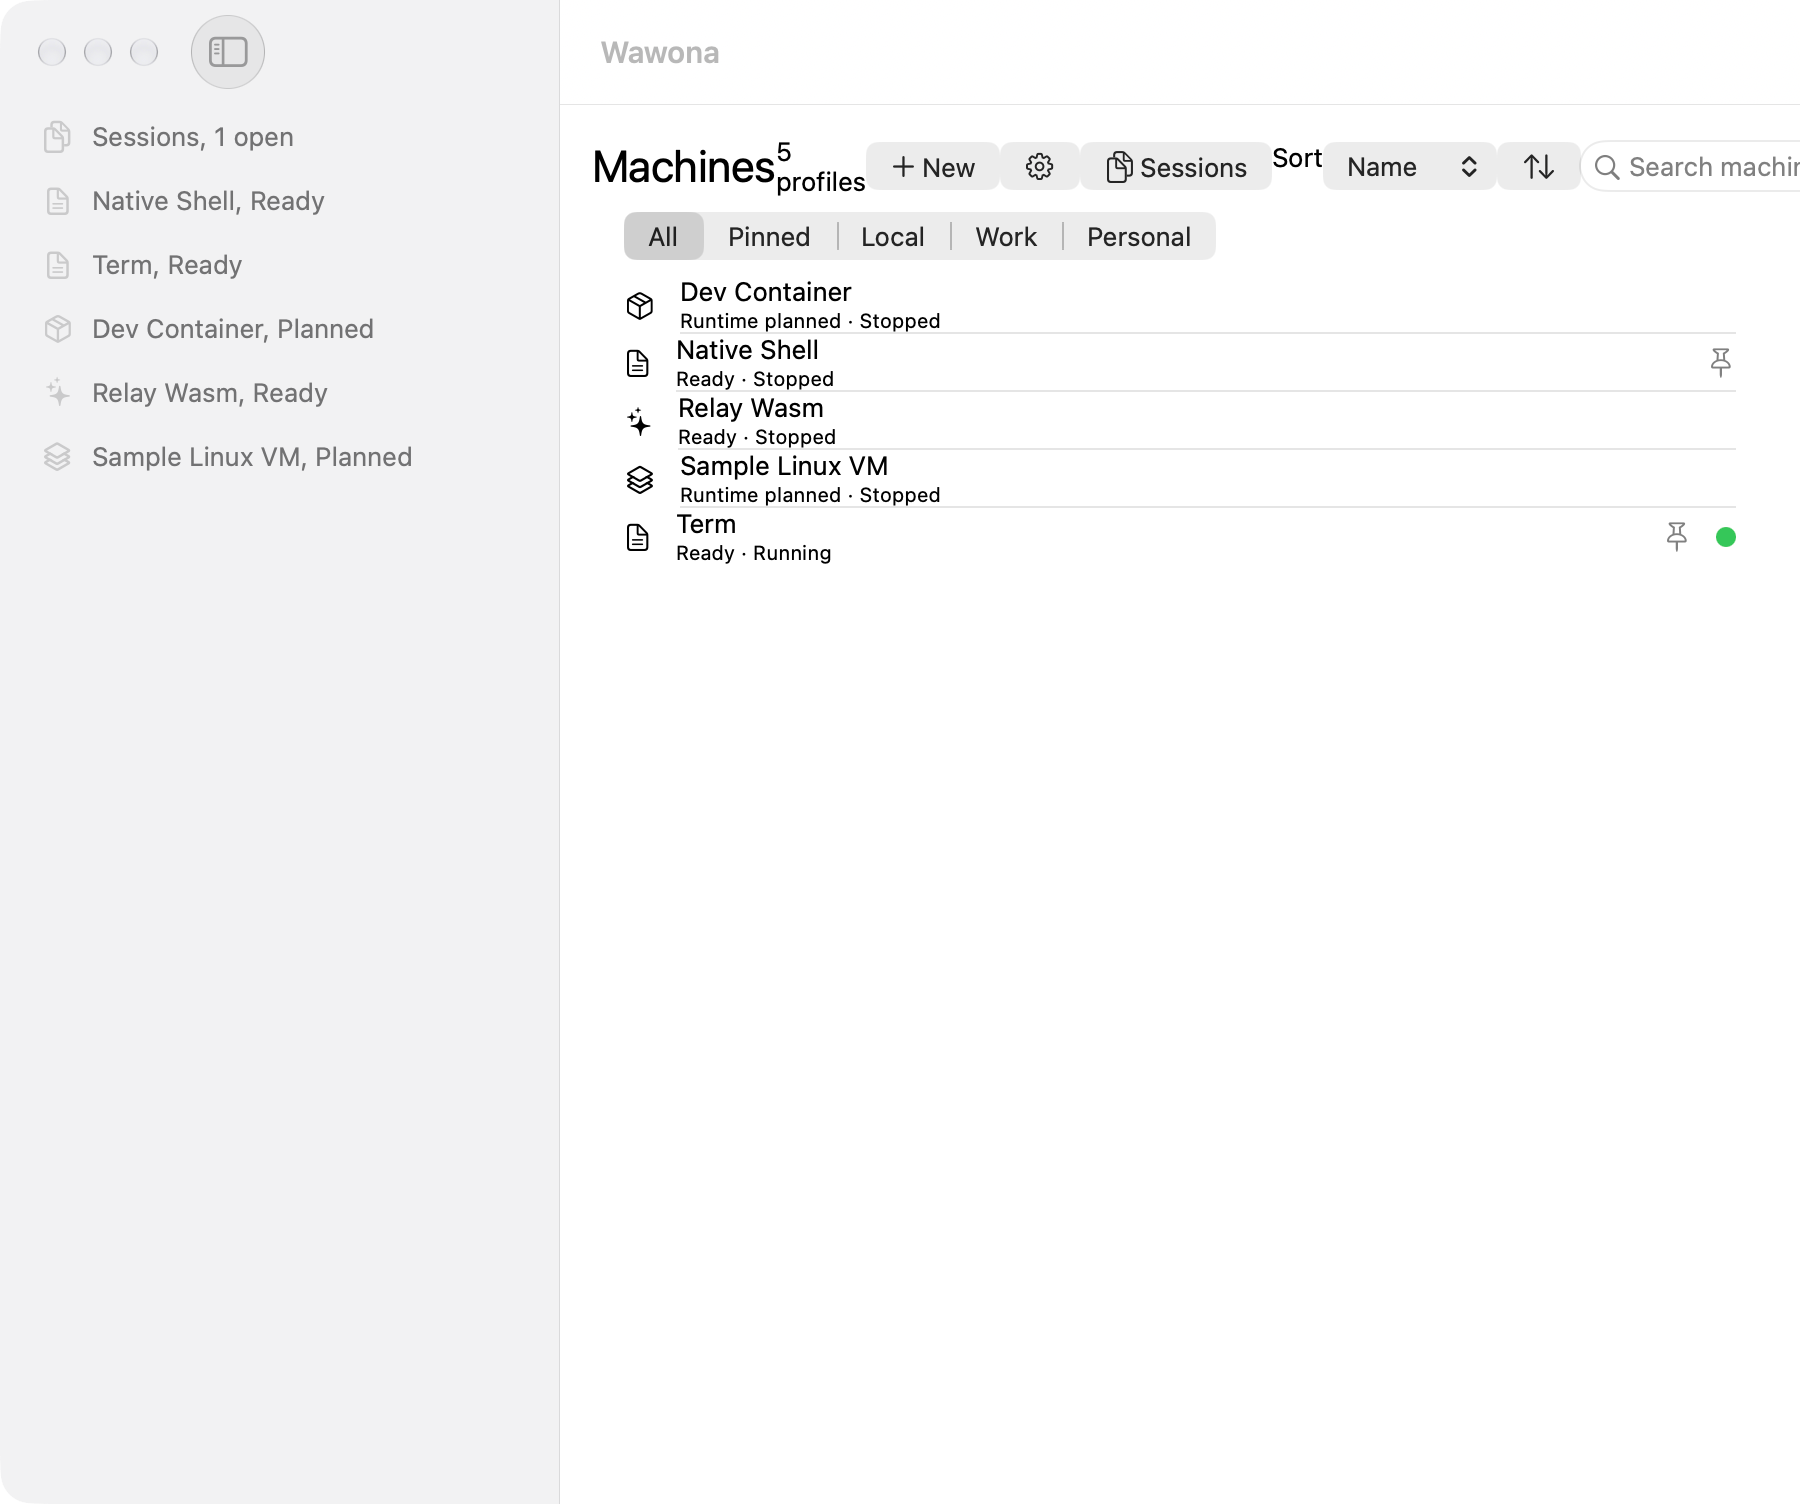 Wawona
Sessions, 1 open
Native Shell, Ready
Term, Ready
Dev Container, Planned
Relay Wasm, Ready
Sample Linux VM, Planned
Machines 5 profiles + New Sessions Sort Name Search machin
All Pinned Local Work Personal
Dev Container
Runtime planned · Stopped
Native Shell
Ready · Stopped
Relay Wasm
Ready · Stopped
Sample Linux VM
Runtime planned · Stopped
Term
Ready · Running